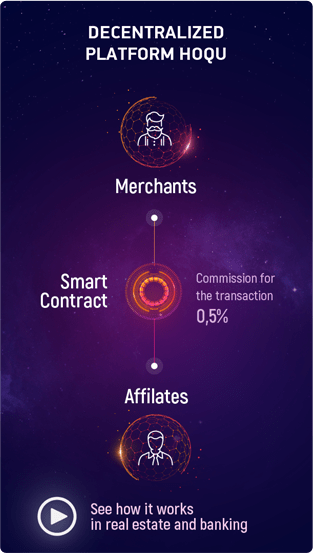 DECENTRALIZED
PLATFORM HOQU
Merchants
Smart
Contract
Commission for
the transaction
0,5%
Affilates
See how it works
in real estate and banking